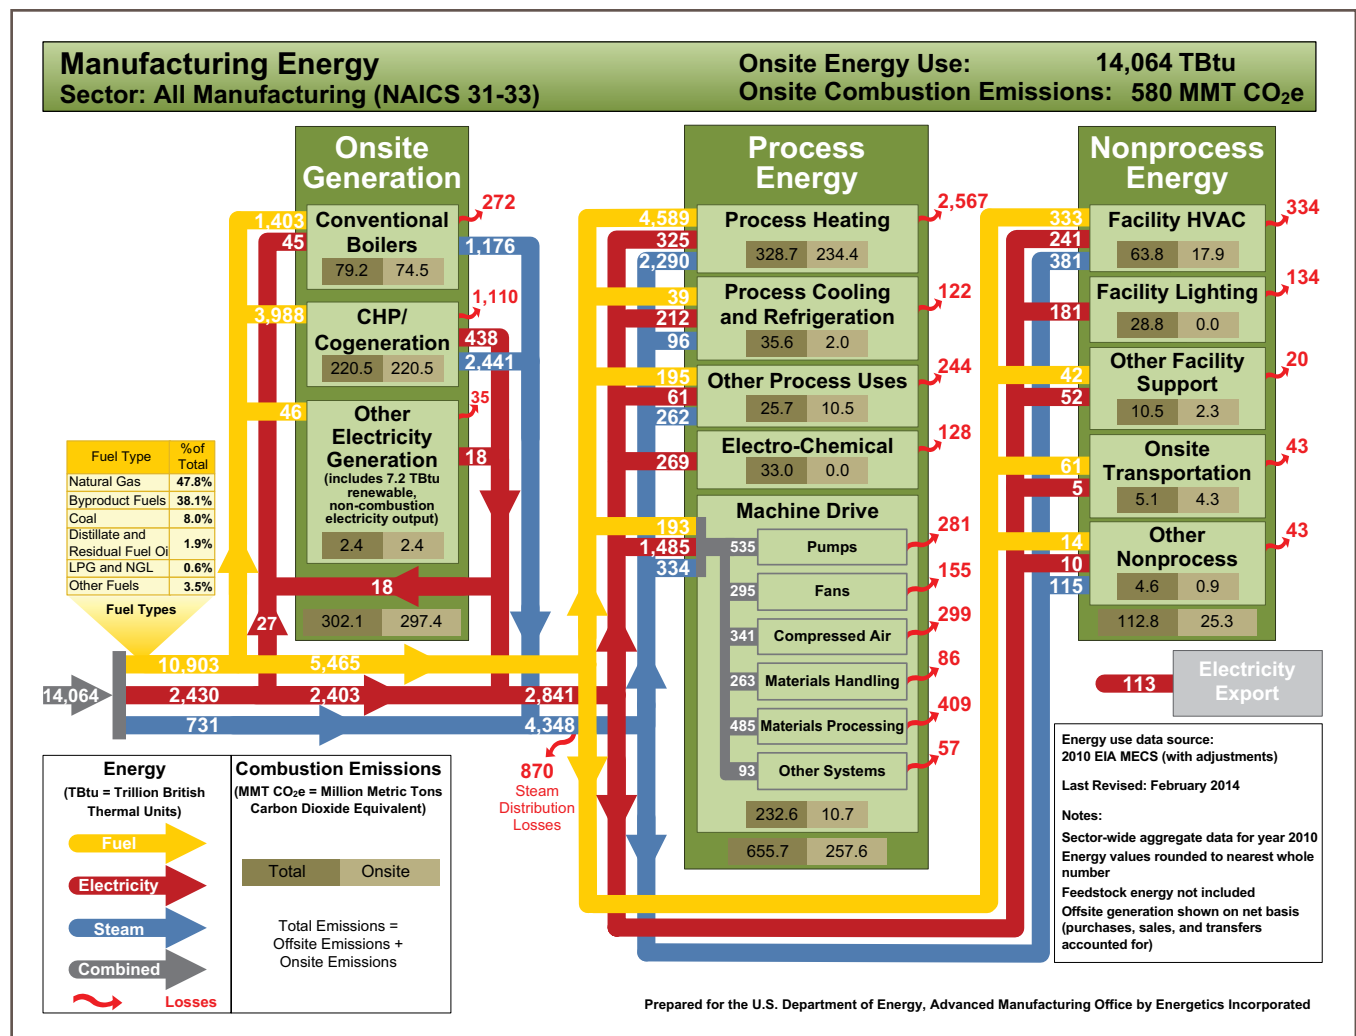 Manufacturing Energy
Sector: All Manufacturing (NAICS 31-33)
Onsite Energy Use: 14,064 TBtu
Onsite Combustion Emissions: 580 MMT CO₂e
Onsite
Generation
1,403
45
Conventional
Boilers
79.2 74.5
272
1,176
3,988
CHP/
Cogeneration
220.5 220.5
1,110
438
2,441
46
Other
Electricity
Generation
(includes 7.2 TBtu
renewable,
non-combustion
electricity output)
2.4 2.4
35
18
18
27
302.1 297.4
Fuel Type %of
Total
Natural Gas 47.8%
Byproduct Fuels 38.1%
Coal 8.0%
Distillate and
Residual Fuel Oi 1.9%
LPG and NGL 0.6%
Other Fuels 3.5%
Fuel Types
14,064
10,903 5,465
2,430 2,403 2,841
731 4,348
870
Steam
Distribution
Losses
Process
Energy
4,589
325
2,290
Process Heating
328.7 234.4
2,567
39
212
96
Process Cooling
and Refrigeration
35.6 2.0
122
195
61
262
Other Process Uses
25.7 10.5
244
269
Electro-Chemical
33.0 0.0
128
Machine Drive
193
1,485
334
535 Pumps 281
295 Fans 155
341 Compressed Air 299
263 Materials Handling 86
485 Materials Processing 409
93 Other Systems 57
232.6 10.7
655.7 257.6
Nonprocess
Energy
333
241
381
Facility HVAC
63.8 17.9
334
181
Facility Lighting
28.8 0.0
134
42
52
Other Facility
Support
10.5 2.3
20
61
5
Onsite
Transportation
5.1 4.3
43
14
10
115
Other
Nonprocess
4.6 0.9
43
112.8 25.3
113
Electricity
Export
Energy
(TBtu = Trillion British
Thermal Units)
Fuel
Electricity
Steam
Combined
Losses
Combustion Emissions
(MMT CO₂e = Million Metric Tons
Carbon Dioxide Equivalent)
Total Onsite
Total Emissions =
Offsite Emissions +
Onsite Emissions
Energy use data source:
2010 EIA MECS (with adjustments)
Last Revised: February 2014
Notes:
Sector-wide aggregate data for year 2010
Energy values rounded to nearest whole
number
Feedstock energy not included
Offsite generation shown on net basis
(purchases, sales, and transfers
accounted for)
Prepared for the U.S. Department of Energy, Advanced Manufacturing Office by Energetics Incorporated